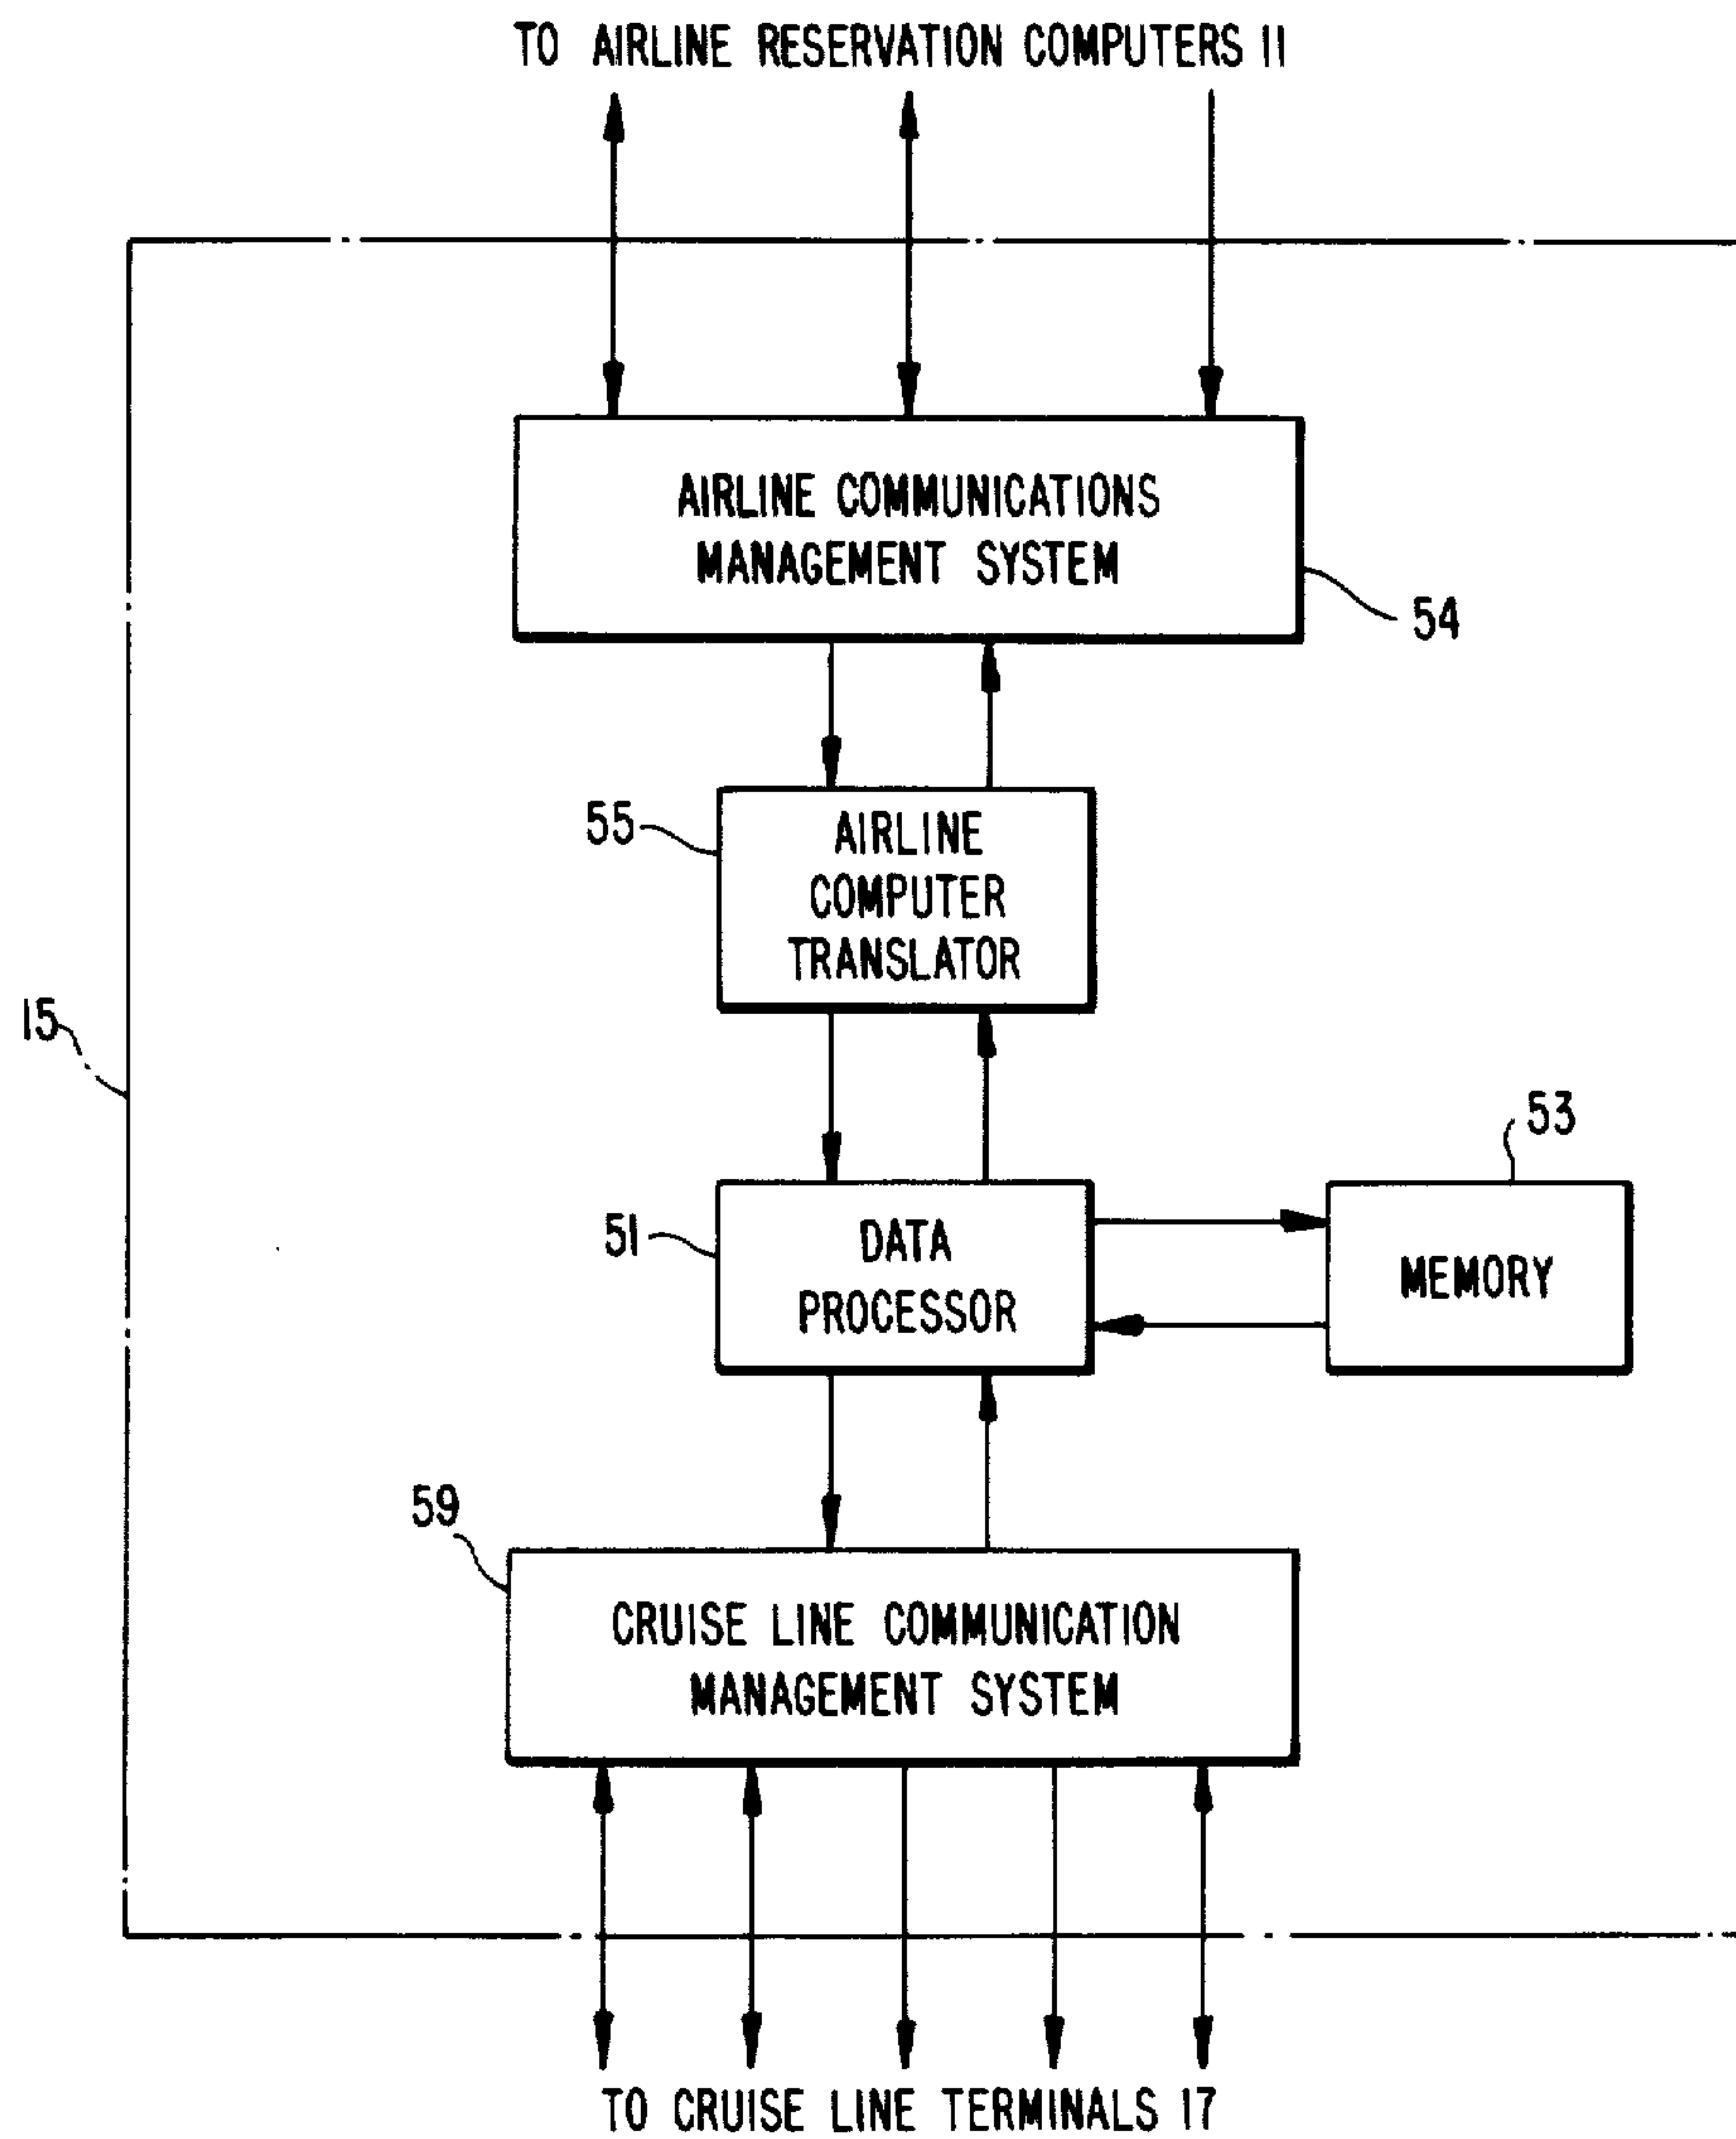 TO AIRLINE RESERVATION COMPUTERS 11
AIRLINE COMMUNICATIONS
MANAGEMENT SYSTEM
54
55
AIRLINE
COMPUTER
TRANSLATOR
15
53
51
DATA
PROCESSOR
MEMORY
59
CRUISE LINE COMMUNICATION
MANAGEMENT SYSTEM
TO CRUISE LINE TERMINALS 17